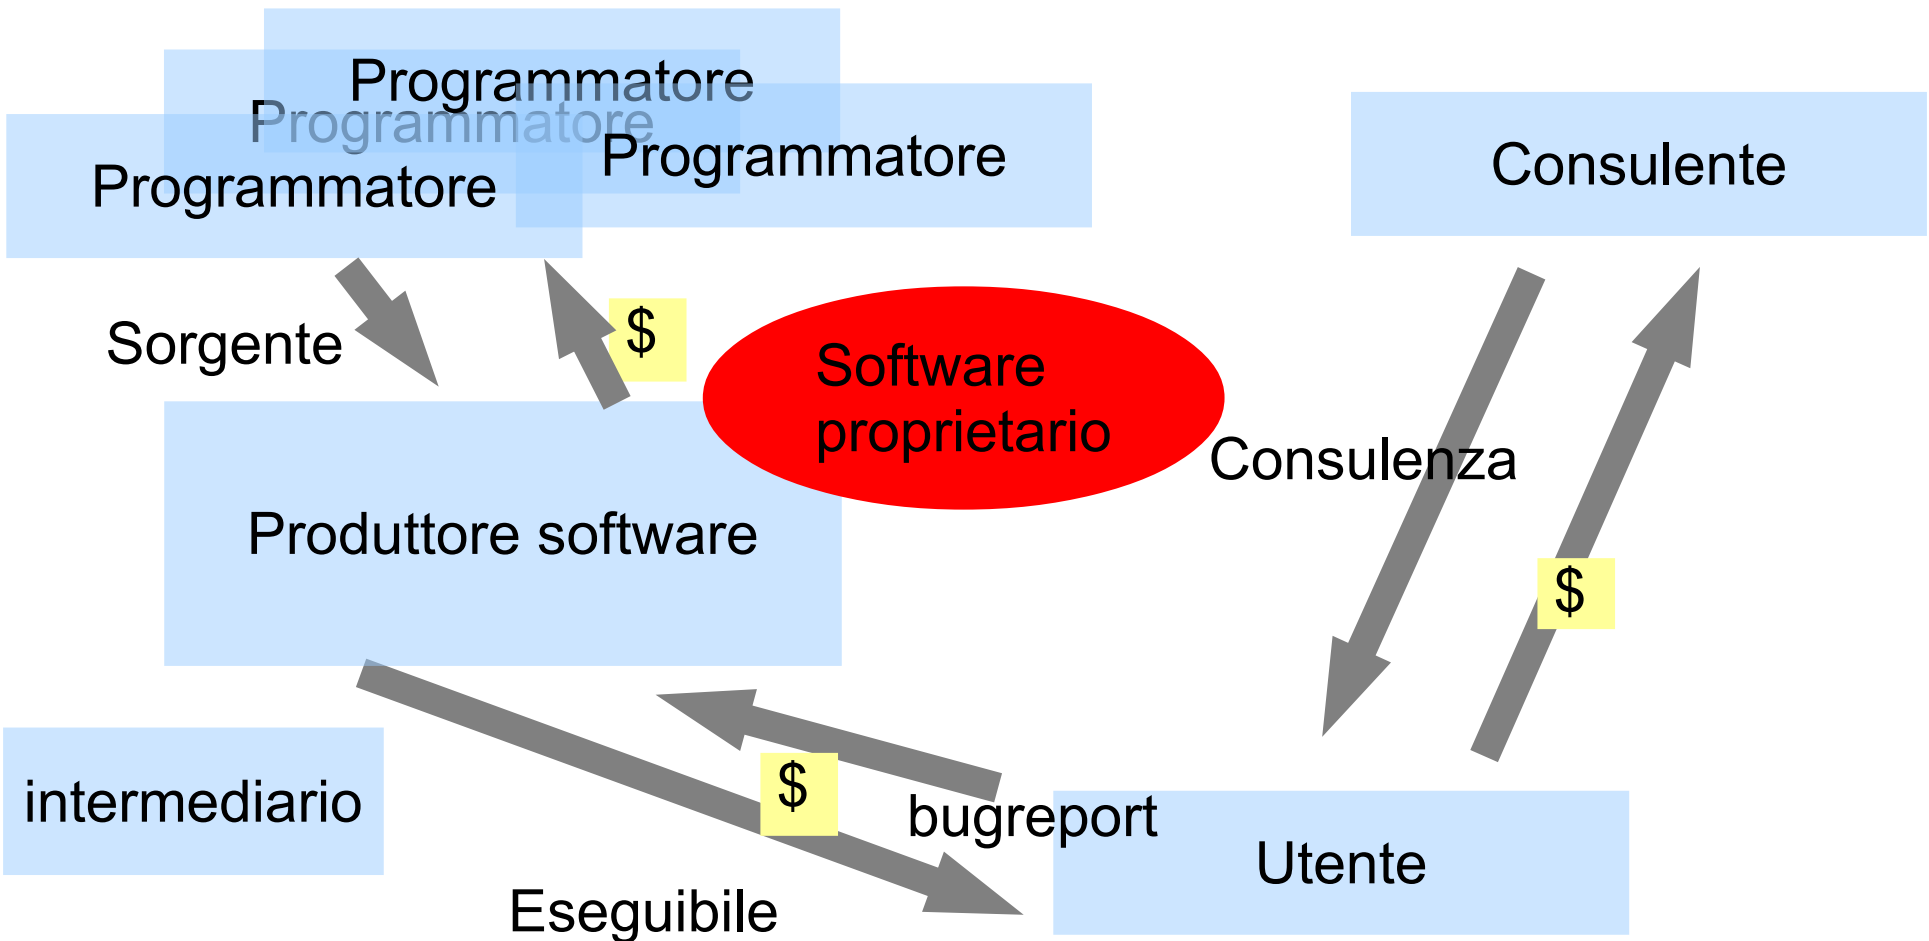 Programmatore
Programmatore
Programmatore
Programmatore
Consulente
Sorgente
$
Software
proprietario
Consulenza
Produttore software
$
intermediario
$
bugreport
Utente
Eseguibile